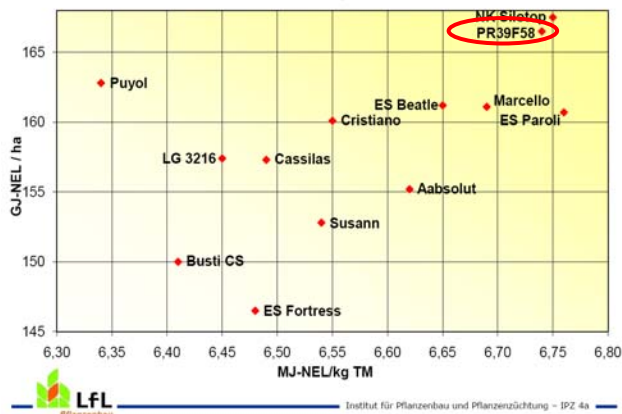 NK Silotop
PR39F58
165
Puyol
ES Beatle
Marcello
160
Cristiano
ES Paroli
LG 3216
Cassilas
155
Aabsolut
Susann
150
Busti CS
ES Fortress
145
GJ-NEL / ha
6,30 6,35 6,40 6,45 6,50 6,55 6,60 6,65 6,70 6,75 6,80
MJ-NEL/kg TM
LfL
Pflanzenbau
Institut für Pflanzenbau und Pflanzenzüchtung - IPZ 4a